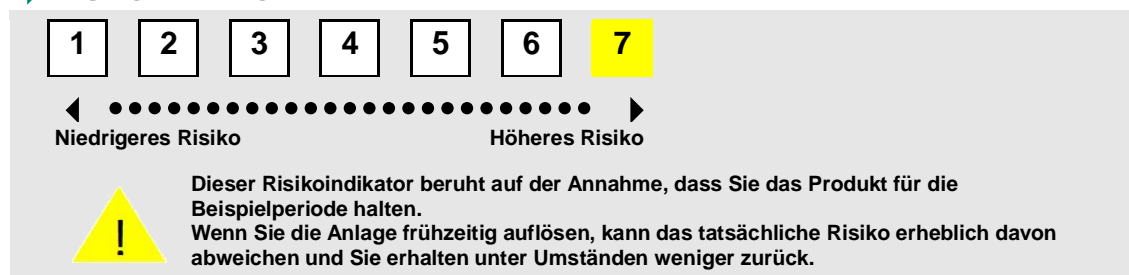 1 2 3 4 5 6 7
Niedrigeres Risiko Höheres Risiko
Dieser Risikoindikator beruht auf der Annahme, dass Sie das Produkt für die
Beispielperiode halten.
! Wenn Sie die Anlage frühzeitig auflösen, kann das tatsächliche Risiko erheblich davon
abweichen und Sie erhalten unter Umständen weniger zurück.